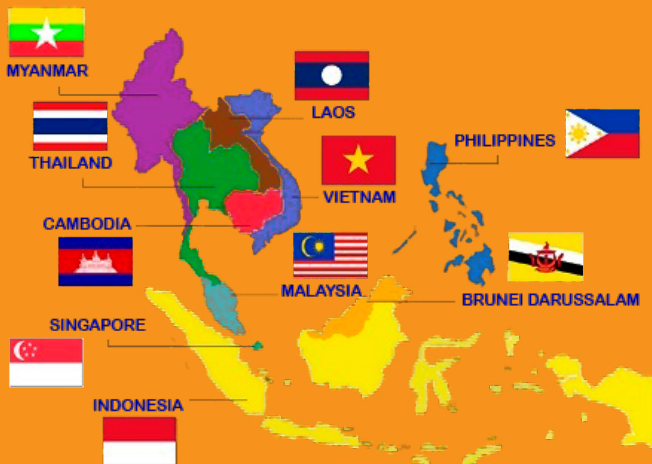 MYANMAR
LAOS
THAILAND
PHILIPPINES
VIETNAM
CAMBODIA
MALAYSIA
BRUNEI DARUSSALAM
SINGAPORE
INDONESIA